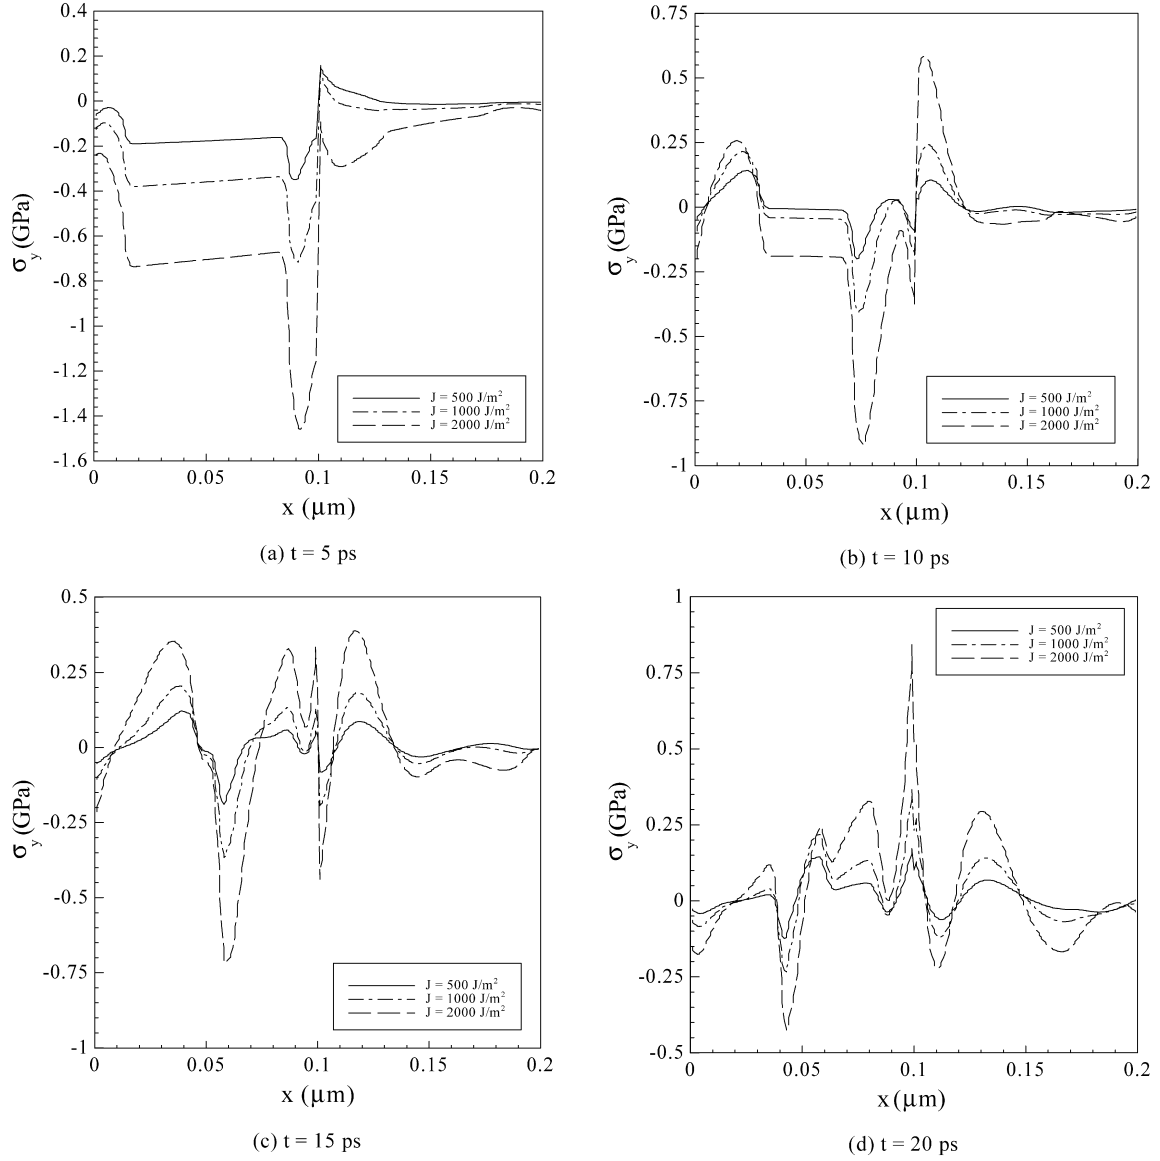 0.4
0.2
0
-0.2
-0.4
-0.6
-0.8
-1
-1.2
-1.4
-1.6
σy (GPa)
J = 500 J/m²
J = 1000 J/m²
J = 2000 J/m²
0 0.05 0.1 0.15 0.2
x (μm)
(a) t = 5 ps
0.75
0.5
0.25
0
-0.25
-0.5
-0.75
-1
σy (GPa)
J = 500 J/m²
J = 1000 J/m²
J = 2000 J/m²
0 0.05 0.1 0.15 0.2
x (μm)
(b) t = 10 ps
0.5
0.25
0
-0.25
-0.5
-0.75
-1
σy (GPa)
J = 500 J/m²
J = 1000 J/m²
J = 2000 J/m²
0 0.05 0.1 0.15 0.2
x (μm)
(c) t = 15 ps
1
0.75
0.5
0.25
0
-0.25
-0.5
σy (GPa)
J = 500 J/m²
J = 1000 J/m²
J = 2000 J/m²
0 0.05 0.1 0.15 0.2
x (μm)
(d) t = 20 ps